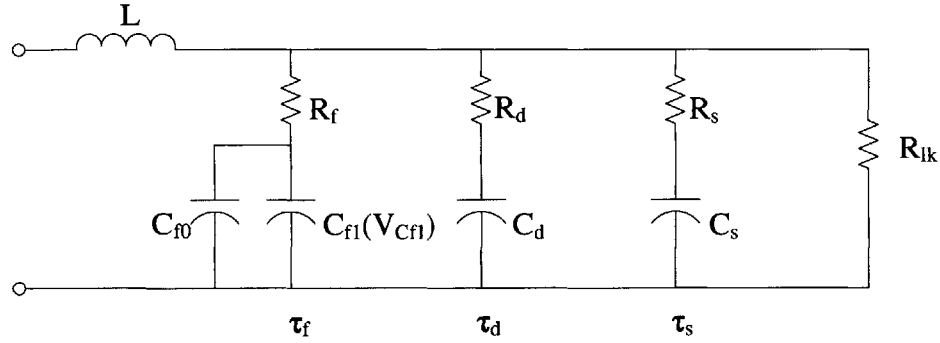 L
R_f
R_d
R_s
R_lk
C_f0
C_f1(V_Cf1)
C_d
C_s
τ_f
τ_d
τ_s